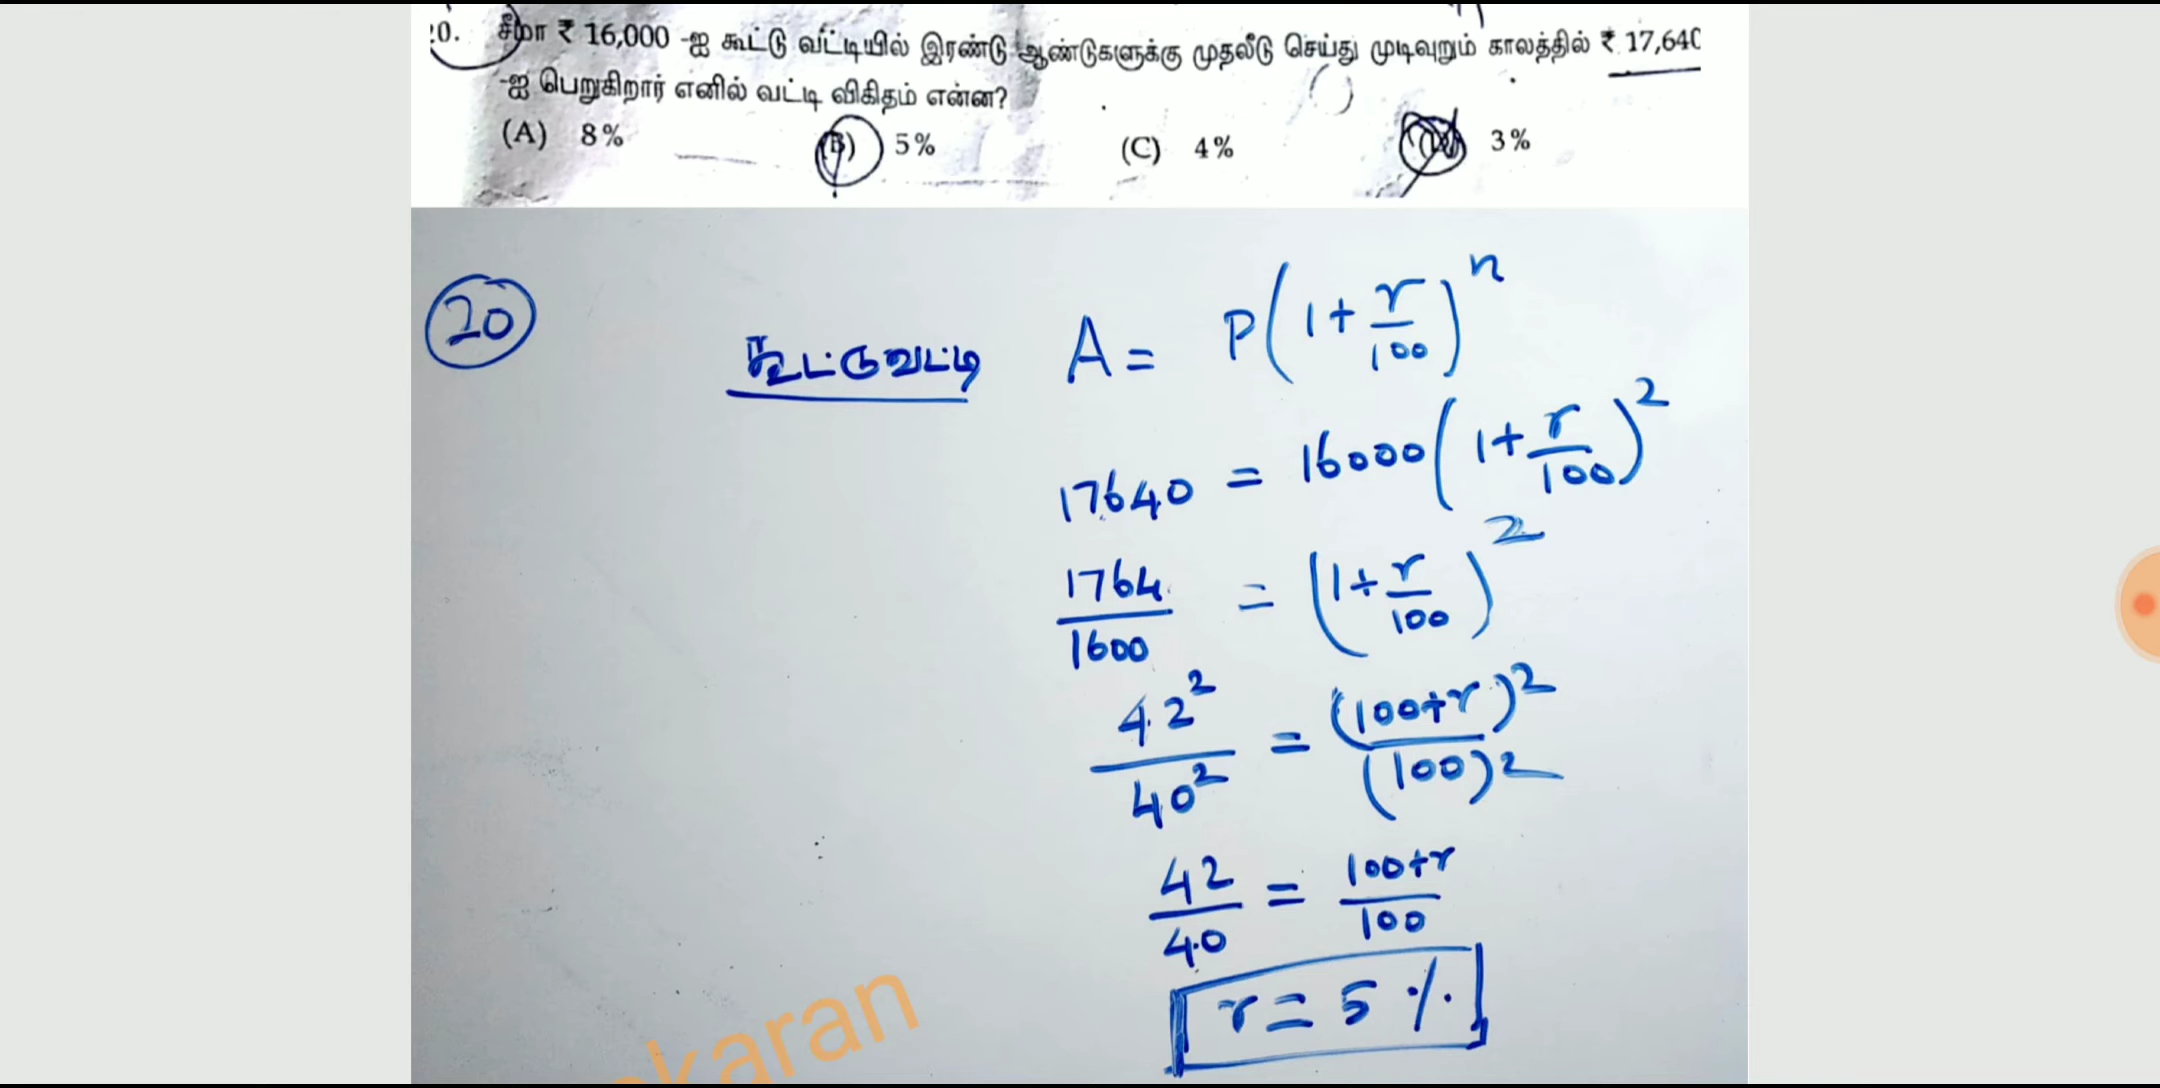 20. சீமா ₹ 16,000 -ஐ கூட்டு வட்டியில் இரண்டு ஆண்டுகளுக்கு முதலீடு செய்து முடிவுறும் காலத்தில் ₹ 17,640
-ஐ பெறுகிறார் எனில் வட்டி விகிதம் என்ன?
(A) 8% (B) 5% (C) 4% (D) 3%
20
கூட்டுவட்டி A = P(1+r/100)^n
17640 = 16000(1+r/100)^2
1764/1600 = (1+r/100)^2
42^2/40^2 = (100+r)^2/(100)^2
42/40 = 100+r/100
r = 5 %
karan